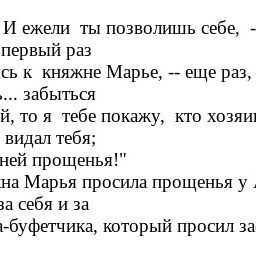 И ежели ты позволишь себе, -
первый раз
сь к княжне Марье, -- еще раз,
... забыться
й, то я тебе покажу, кто хозяи
видал тебя;
ней прощенья!"
на Марья просила прощенья у
за себя и за
а-буфетчика, который просил за